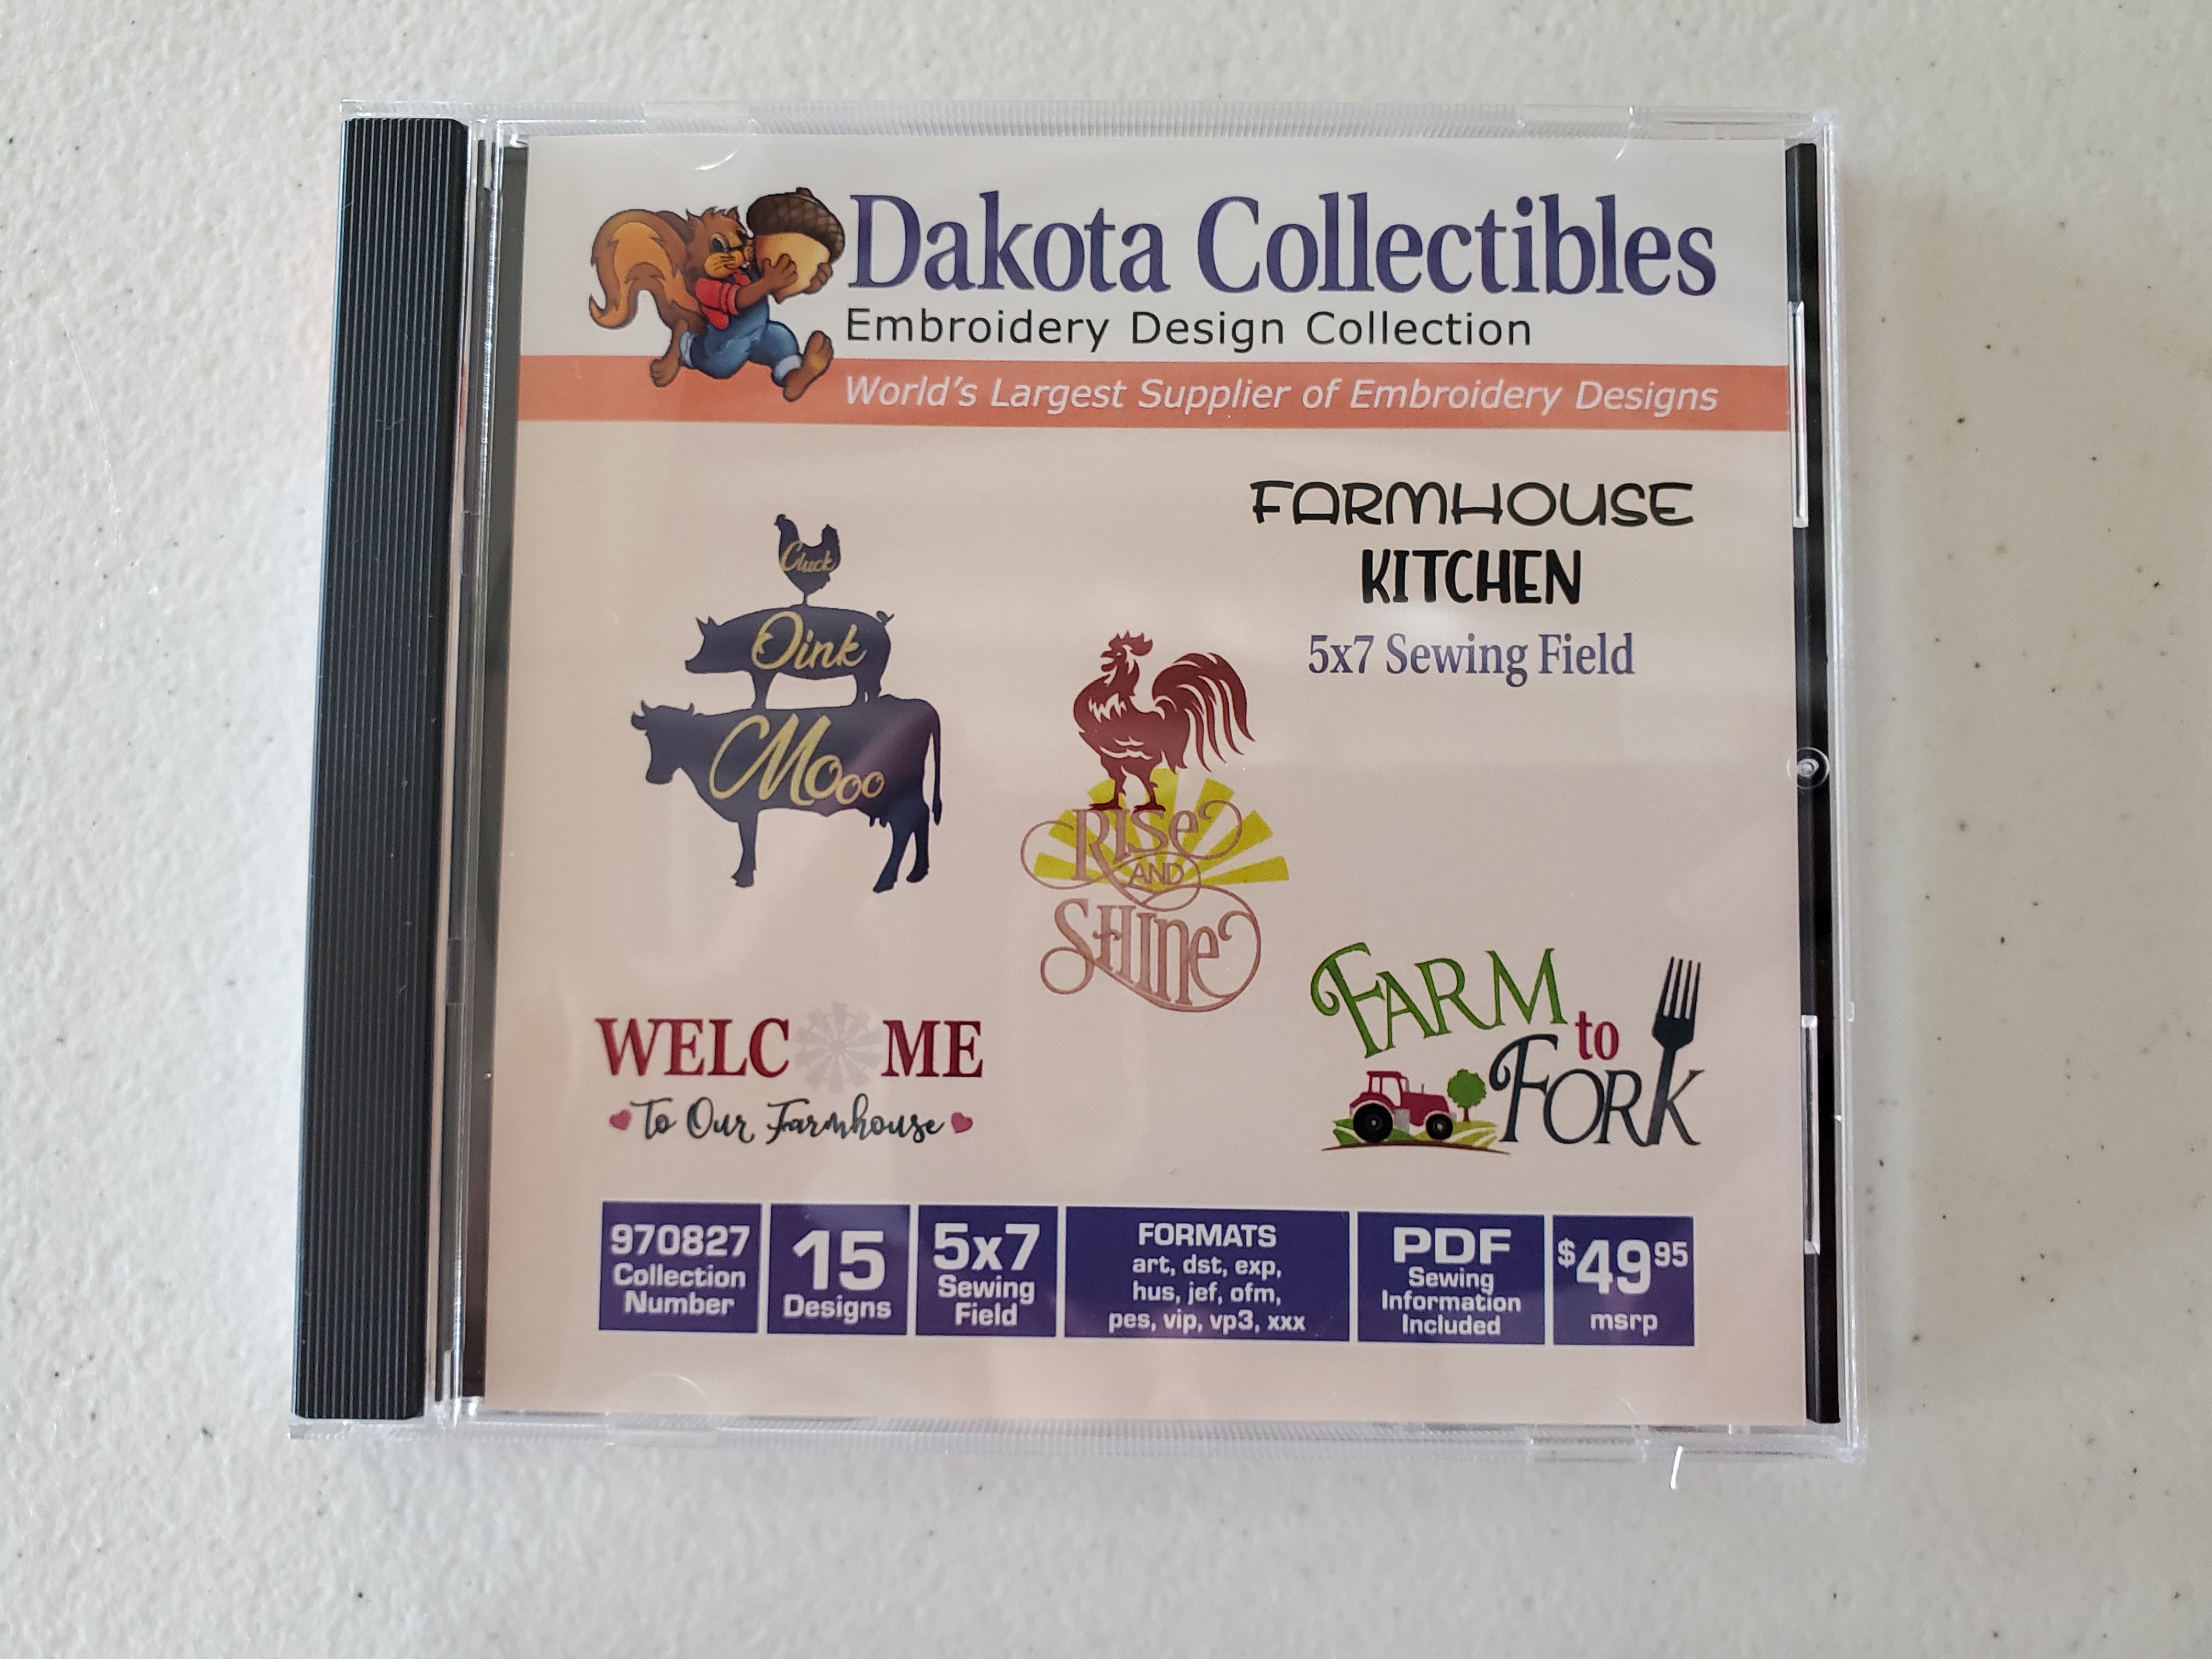 Dakota Collectibles
Embroidery Design Collection
World's Largest Supplier of Embroidery Designs
FARMHOUSE
KITCHEN
5x7 Sewing Field
Cluck
Oink
Mooo
RISe
AND
SHIne
WELC ME
To Our Farmhouse
FARM
to
FORK
970827
Collection
Number
15
Designs
5x7
Sewing
Field
FORMATS
art, dst, exp,
hus, jef, ofm,
pes, vip, vp3, xxx
PDF
Sewing
Information
Included
$49 95
msrp